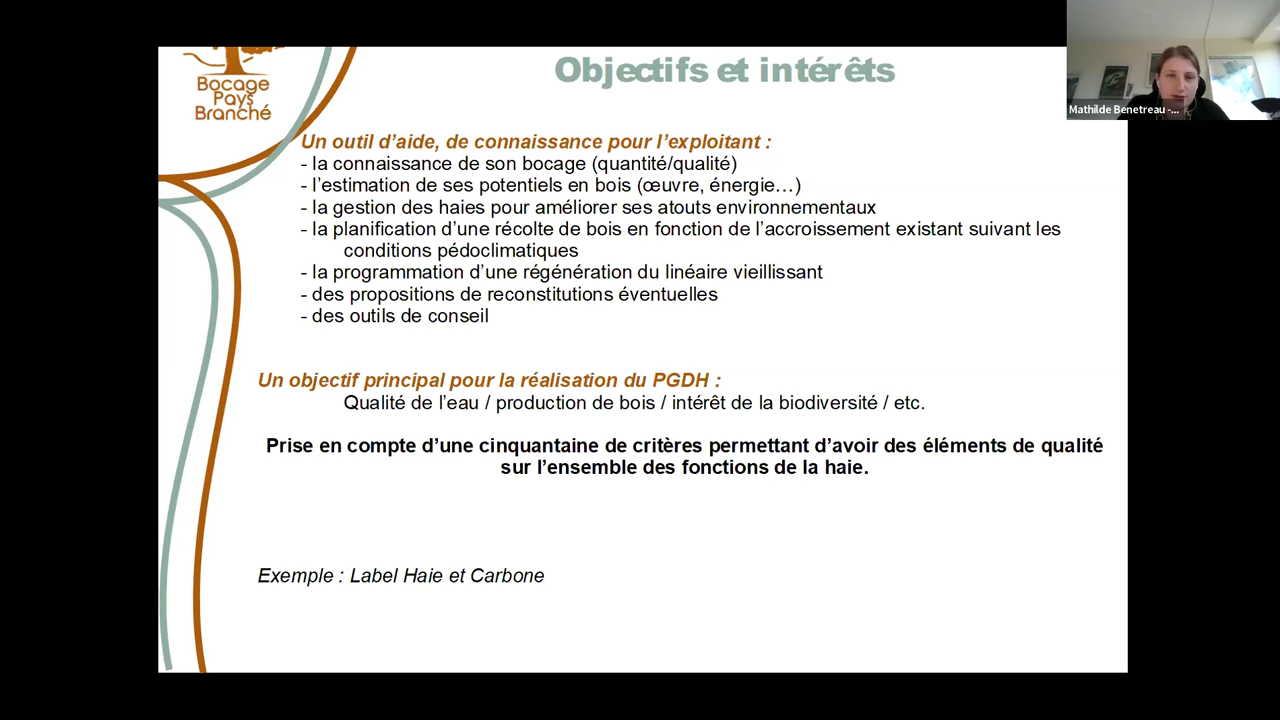 Objectifs et intérêts
Mathilde Benetreau -...
Bocage
Pays
Branché
Un outil d'aide, de connaissance pour l'exploitant :
- la connaissance de son bocage (quantité/qualité)
- l'estimation de ses potentiels en bois (œuvre, énergie…)
- la gestion des haies pour améliorer ses atouts environnementaux
- la planification d'une récolte de bois en fonction de l'accroissement existant suivant les
conditions pédoclimatiques
- la programmation d'une régénération du linéaire vieillissant
- des propositions de reconstitutions éventuelles
- des outils de conseil
Un objectif principal pour la réalisation du PGDH :
Qualité de l'eau / production de bois / intérêt de la biodiversité / etc.
Prise en compte d'une cinquantaine de critères permettant d'avoir des éléments de qualité
sur l'ensemble des fonctions de la haie.
Exemple : Label Haie et Carbone